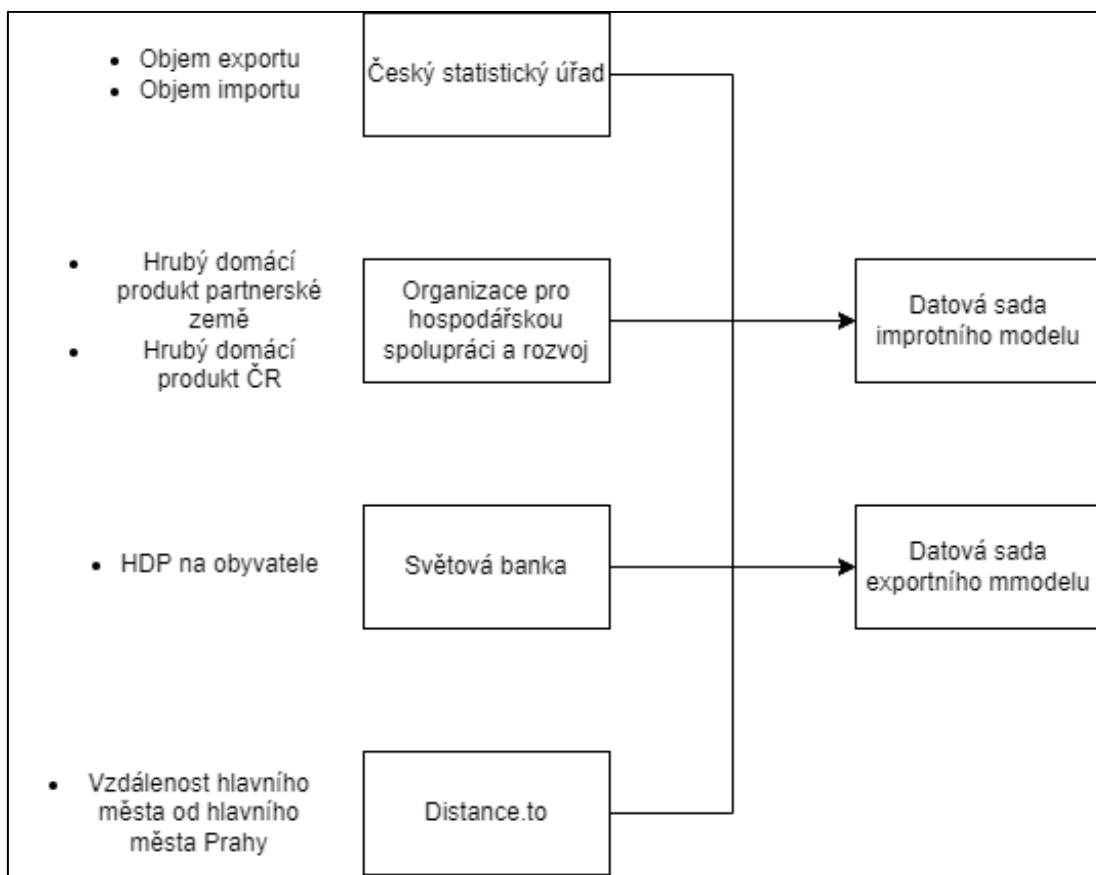 • Objem exportu
• Objem importu
Český statistický úřad
• Hrubý domácí
produkt partnerské
země
• Hrubý domácí
produkt ČR
Organizace pro
hospodářskou
spolupráci a rozvoj
Datová sada
improtního modelu
• HDP na obyvatele
Světová banka
Datová sada
exportního mmodelu
• Vzdálenost hlavního
města od hlavního
města Prahy
Distance.to